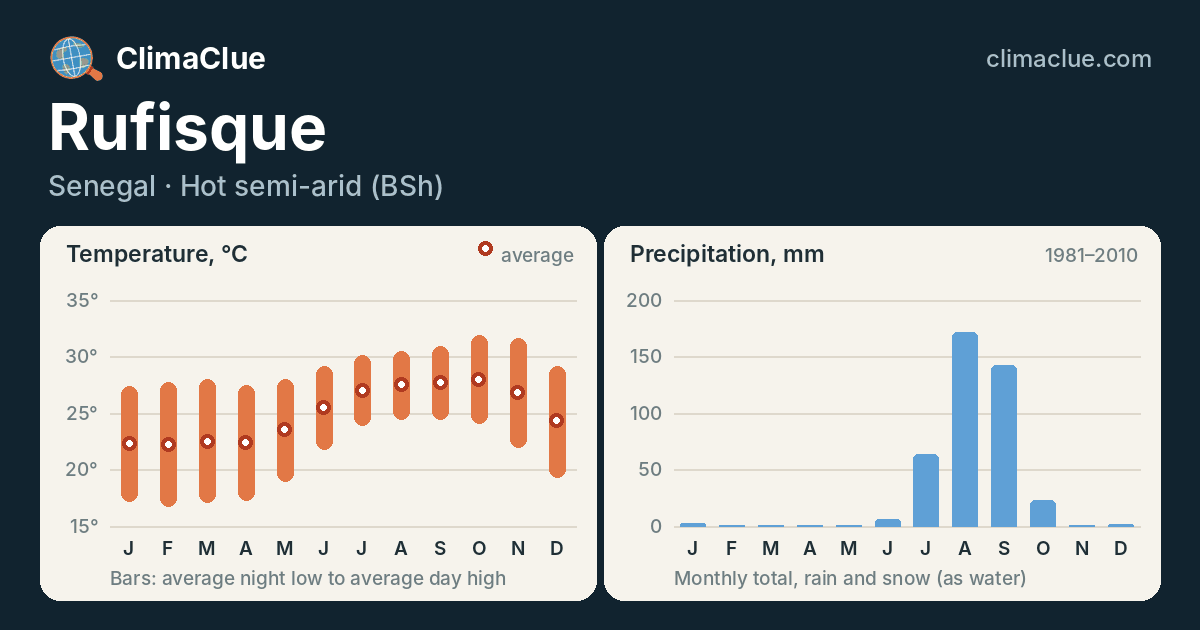 ClimaClue
climaclue.com
Rufisque
Senegal · Hot semi-arid (BSh)
Temperature, °C
average
35°
30°
25°
20°
15°
J F M A M J J A S O N D
Bars: average night low to average day high
Precipitation, mm
1981–2010
200
150
100
50
0
J F M A M J J A S O N D
Monthly total, rain and snow (as water)